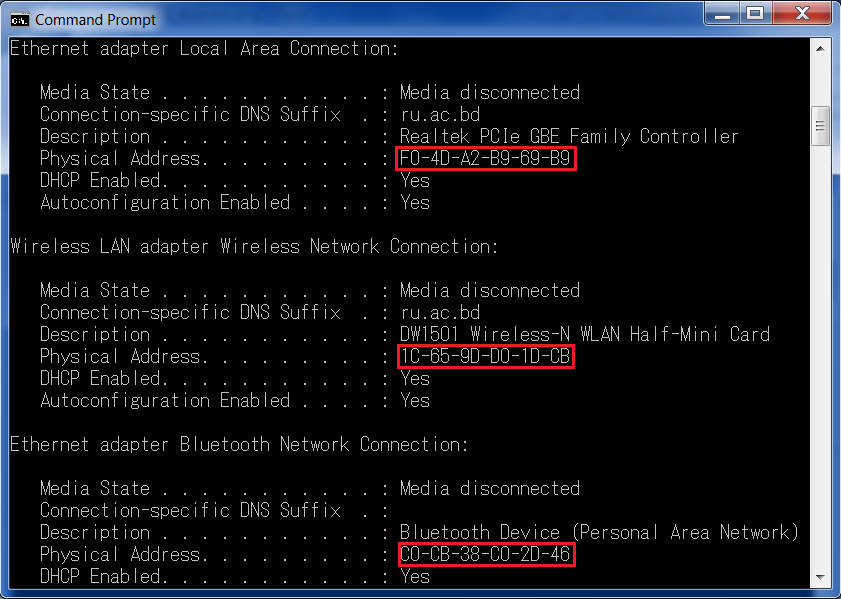 Command Prompt
Ethernet adapter Local Area Connection:
Media State . . . . . . . . . . . : Media disconnected
Connection-specific DNS Suffix  . : ru.ac.bd
Description . . . . . . . . . . . : Realtek PCIe GBE Family Controller
Physical Address. . . . . . . . . : F0-4D-A2-B9-69-B9
DHCP Enabled. . . . . . . . . . . : Yes
Autoconfiguration Enabled . . . . : Yes
Wireless LAN adapter Wireless Network Connection:
Media State . . . . . . . . . . . : Media disconnected
Connection-specific DNS Suffix  . : ru.ac.bd
Description . . . . . . . . . . . : DW1501 Wireless-N WLAN Half-Mini Card
Physical Address. . . . . . . . . : 1C-65-9D-D0-1D-CB
DHCP Enabled. . . . . . . . . . . : Yes
Autoconfiguration Enabled . . . . : Yes
Ethernet adapter Bluetooth Network Connection:
Media State . . . . . . . . . . . : Media disconnected
Connection-specific DNS Suffix  . :
Description . . . . . . . . . . . : Bluetooth Device (Personal Area Network)
Physical Address. . . . . . . . . : C0-CB-38-C0-2D-46
DHCP Enabled. . . . . . . . . . . : Yes